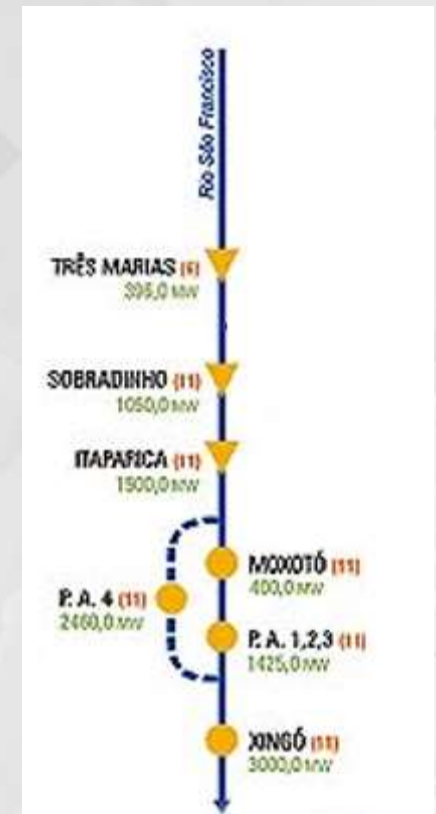 Rio São Francisco
TRÊS MARIAS (6)
396,0 MW
SOBRADINHO (11)
1050,0 MW
ITAPARICA (11)
1500,0 MW
MOXOTÓ (11)
400,0 MW
P. A. 4 (11)
2460,0 MW
P. A. 1,2,3 (11)
1425,0 MW
XINGÓ (11)
3000,0 MW